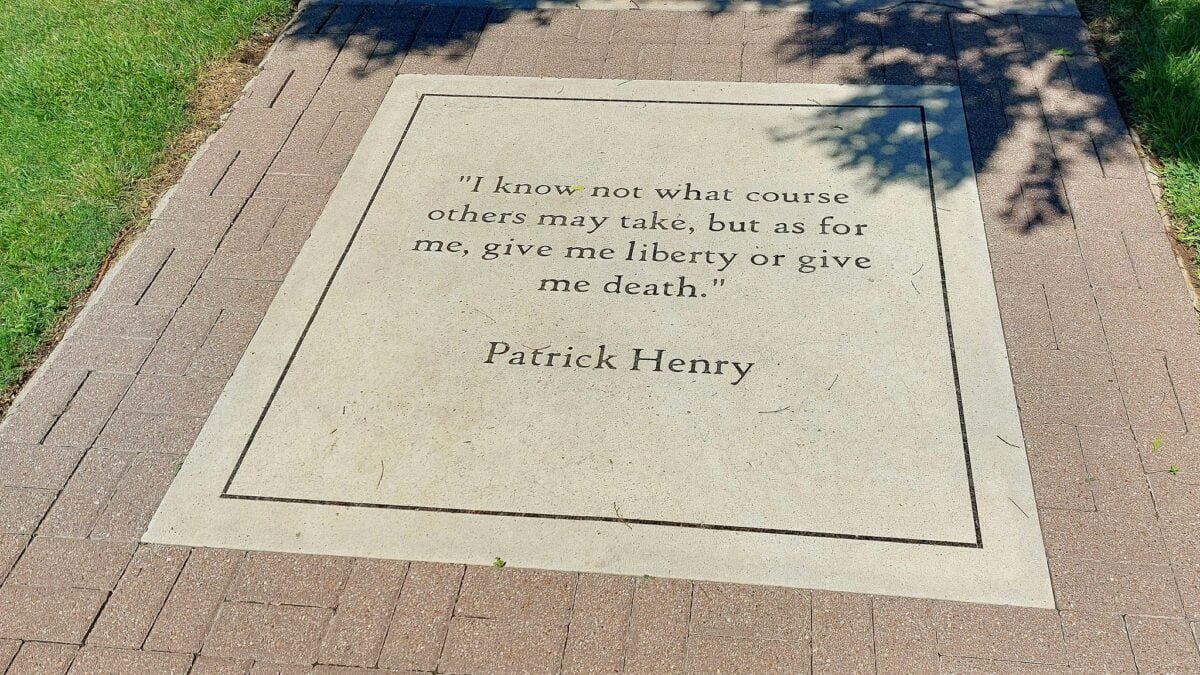 "I know not what course
others may take, but as for
me, give me liberty or give
me death."
Patrick Henry